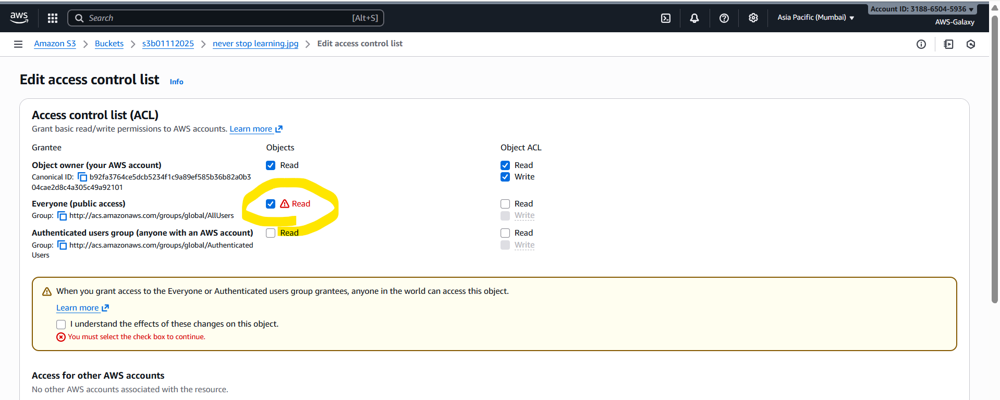 aws
Search [Alt+S]
Asia Pacific (Mumbai)
Account ID: 3188-6504-5936
AWS-Galaxy
Amazon S3 > Buckets > s3b01112025 > never stop learning.jpg > Edit access control list
Edit access control list Info
Access control list (ACL)
Grant basic read/write permissions to AWS accounts. Learn more
Grantee Objects Object ACL
Object owner (your AWS account) Read Read
Canonical ID: b92fa3764ce5dcb5234f1c9a89ef585b36b82a0b3 Write
04cae2d8c4a305c49a92101
Everyone (public access) Read Read
Group: http://acs.amazonaws.com/groups/global/AllUsers Write
Authenticated users group (anyone with an AWS account) Read Read
Group: http://acs.amazonaws.com/groups/global/Authenticated Write
Users
When you grant access to the Everyone or Authenticated users group grantees, anyone in the world can access this object.
Learn more
I understand the effects of these changes on this object.
You must select the check box to continue.
Access for other AWS accounts
No other AWS accounts associated with the resource.